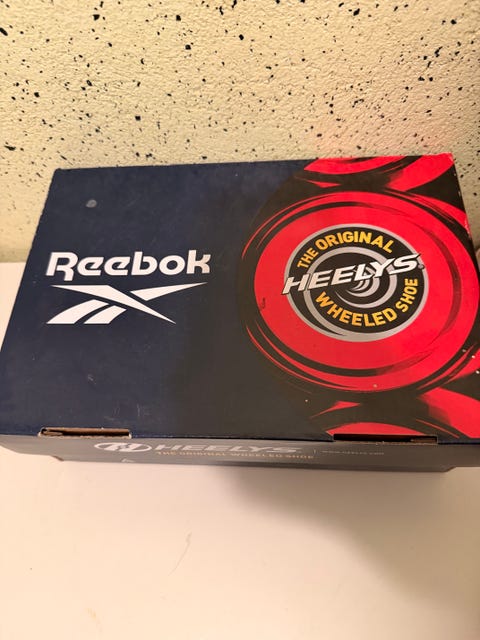 Reebok
THE ORIGINAL
HEELYS
WHEELED SHOE
HEELYS
THE ORIGINAL WHEELED SHOE